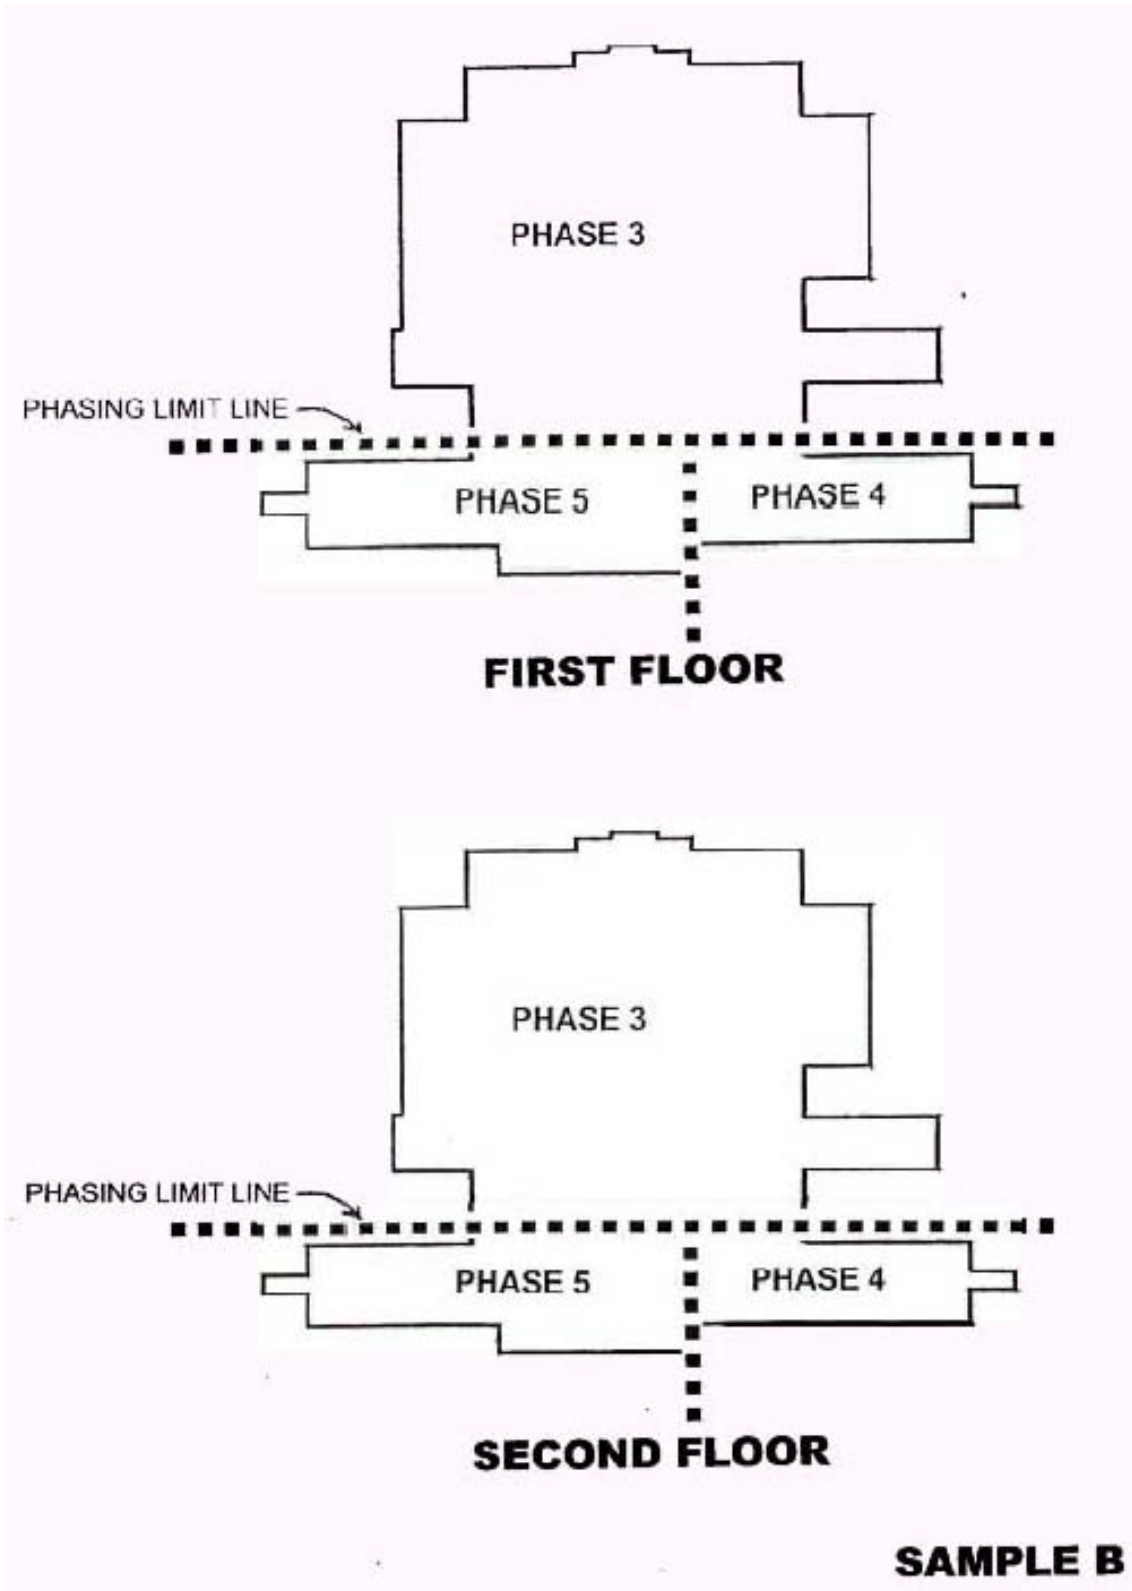 PHASE 3
PHASING LIMIT LINE
PHASE 5
PHASE 4
FIRST FLOOR
PHASE 3
PHASING LIMIT LINE
PHASE 5
PHASE 4
SECOND FLOOR
SAMPLE B